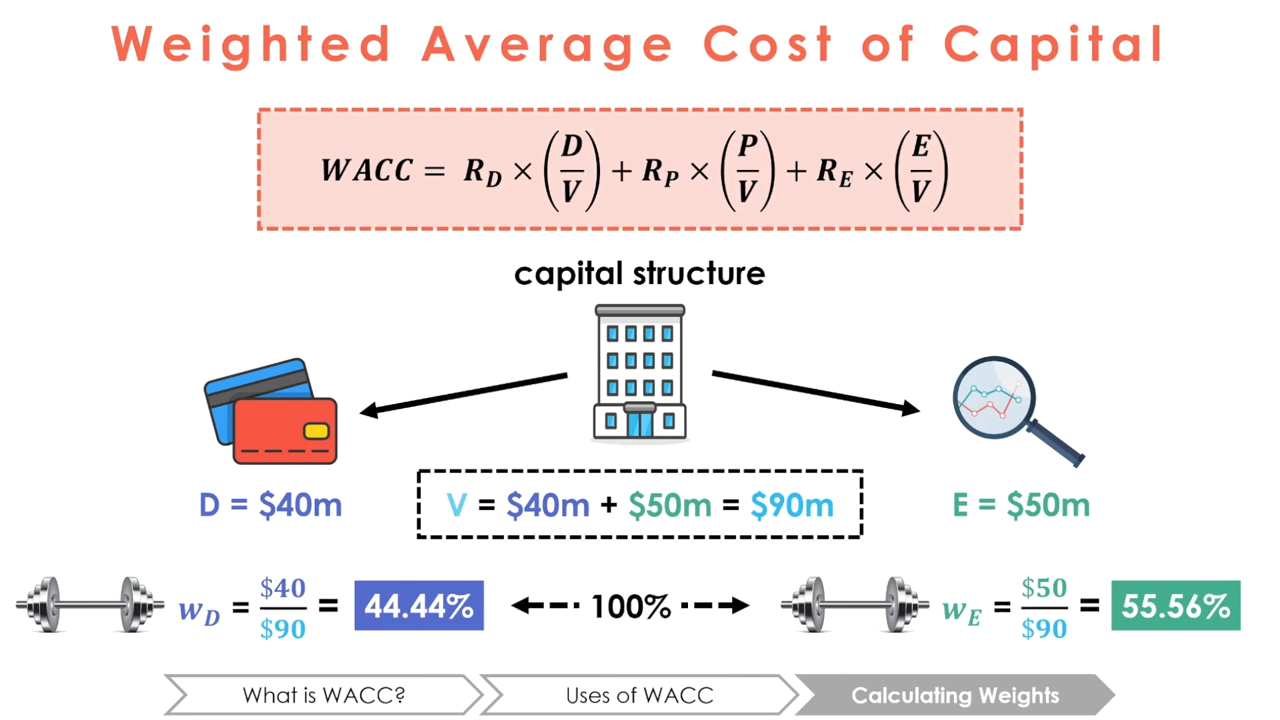 Weighted Average Cost of Capital
WACC = R_D × (D/V) + R_P × (P/V) + R_E × (E/V)
capital structure
D = $40m
V = $40m + $50m = $90m
E = $50m
w_D = $40/$90 = 44.44%
100%
w_E = $50/$90 = 55.56%
What is WACC?
Uses of WACC
Calculating Weights